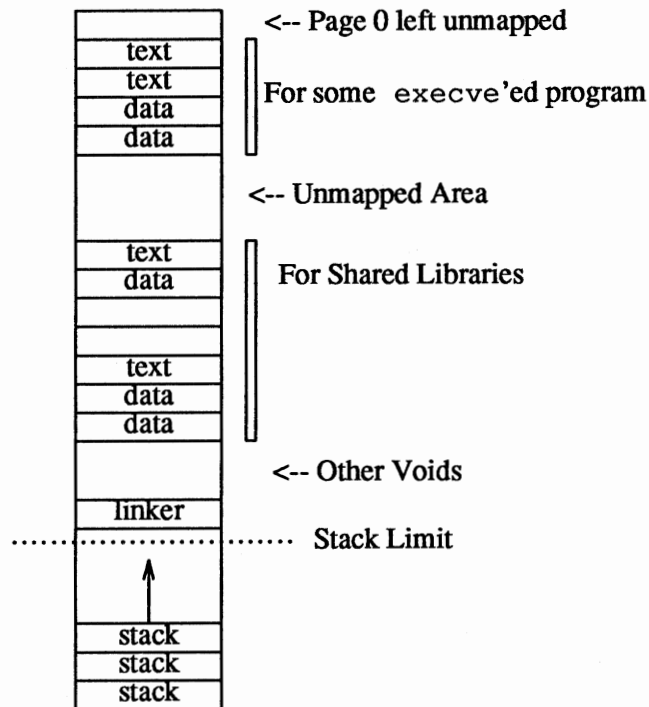 <-- Page 0 left unmapped
text
text
For some execve'ed program
data
data
<-- Unmapped Area
text
For Shared Libraries
data
text
data
data
<-- Other Voids
linker
Stack Limit
stack
stack
stack